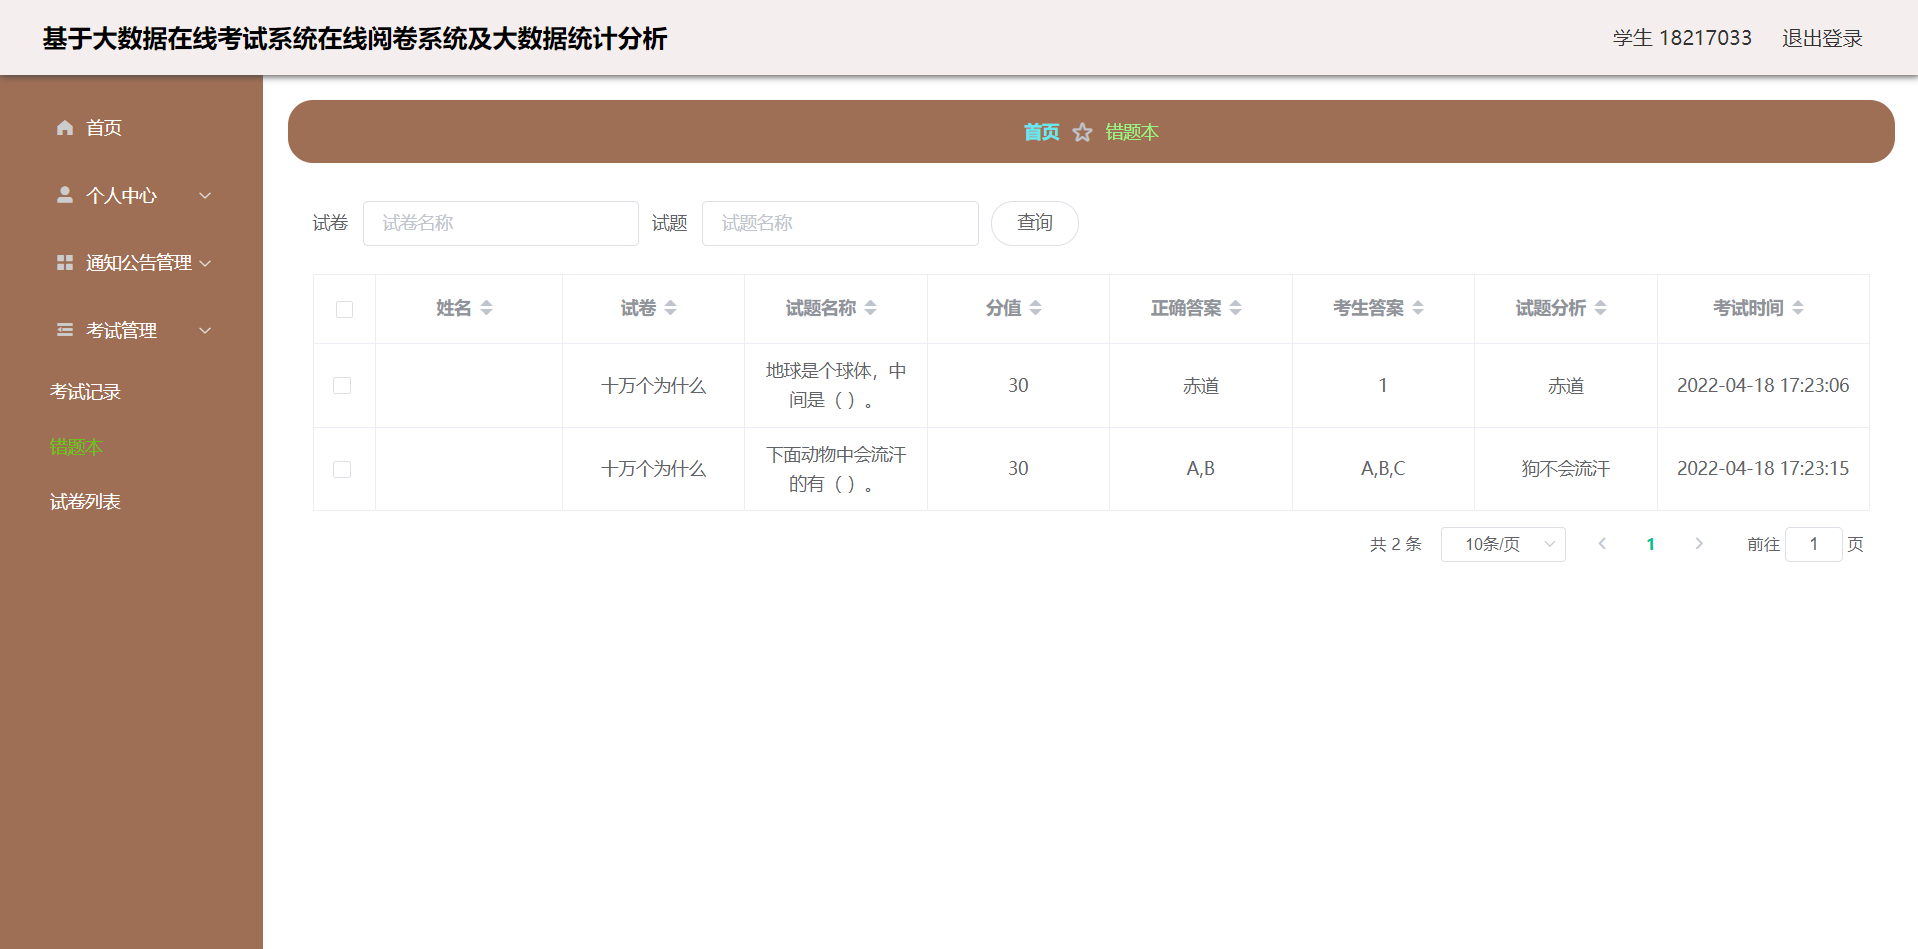 基于大数据在线考试系统在线阅卷系统及大数据统计分析
学生 18217033 退出登录
首页
个人中心
通知公告管理
考试管理
考试记录
错题本
试卷列表
首页 错题本
试卷 试卷名称 试题 试题名称 查询
姓名 试卷 试题名称 分值 正确答案 考生答案 试题分析 考试时间
十万个为什么 地球是个球体，中间是（ ）。 30 赤道 1 赤道 2022-04-18 17:23:06
十万个为什么 下面动物中会流汗的有（ ）。 30 A,B A,B,C 狗不会流汗 2022-04-18 17:23:15
共 2 条 10条/页 1 前往 1 页